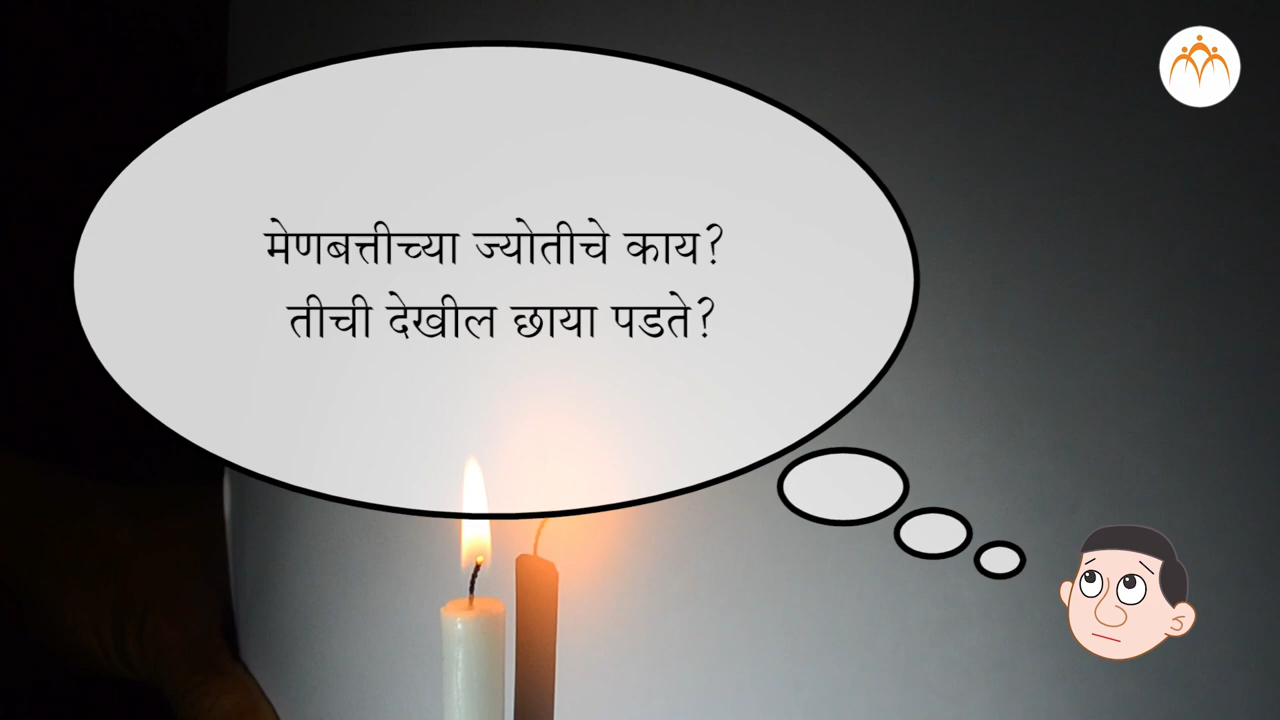 मेणबत्तीच्या ज्योतीचे काय?
तीची देखील छाया पडते?